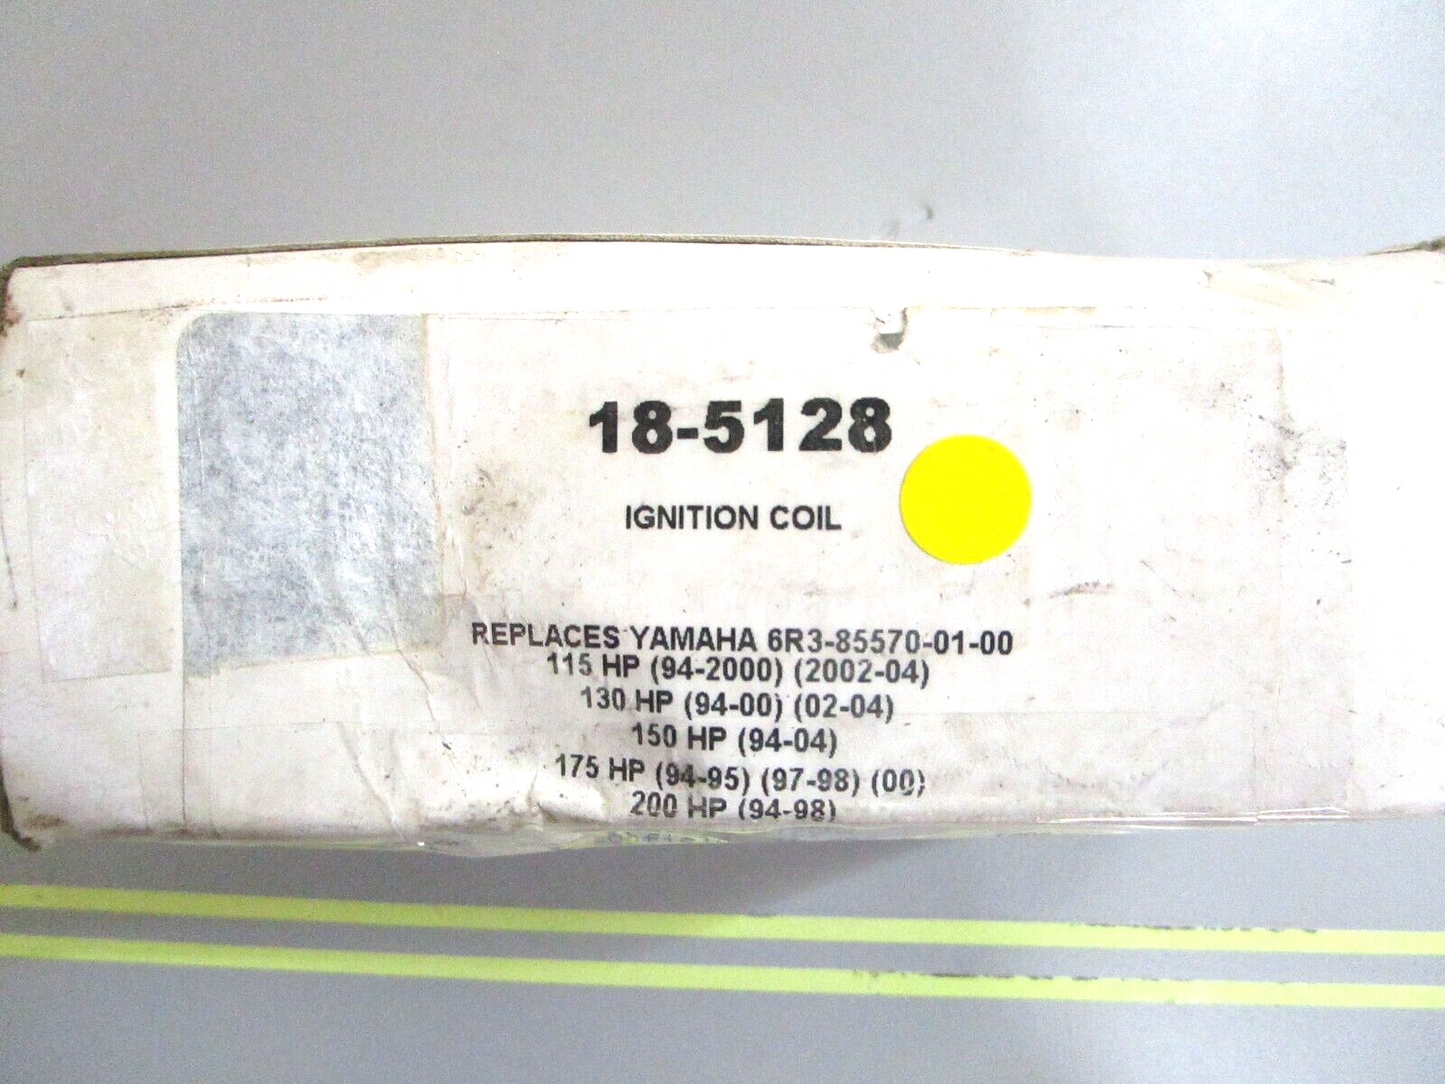 18-5128
IGNITION COIL
REPLACES YAMAHA 6R3-85570-01-00
115 HP (94-2000) (2002-04)
130 HP (94-00) (02-04)
150 HP (94-04)
175 HP (94-95) (97-98) (00)
200 HP (94-98)